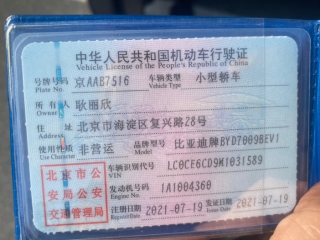 中华人民共和国机动车行驶证
Vehicle License of the People's Republic of China
号牌号码 京AAB7516 车辆类型 小型轿车
Plate No. Vehicle Type
所有人 耿丽欣
Owner
住址 北京市海淀区复兴路28号
Address
使用性质 非营运 品牌型号 比亚迪牌BYD7009BEV1
Use Character Model
北京市公安局公安交通管理局
车辆识别代号 LC0CE6CD9M1031589
VIN
发动机号码 1A1004360
Engine No.
注册日期 2021-07-19 发证日期 2021-07-19
Register Date Issue Date